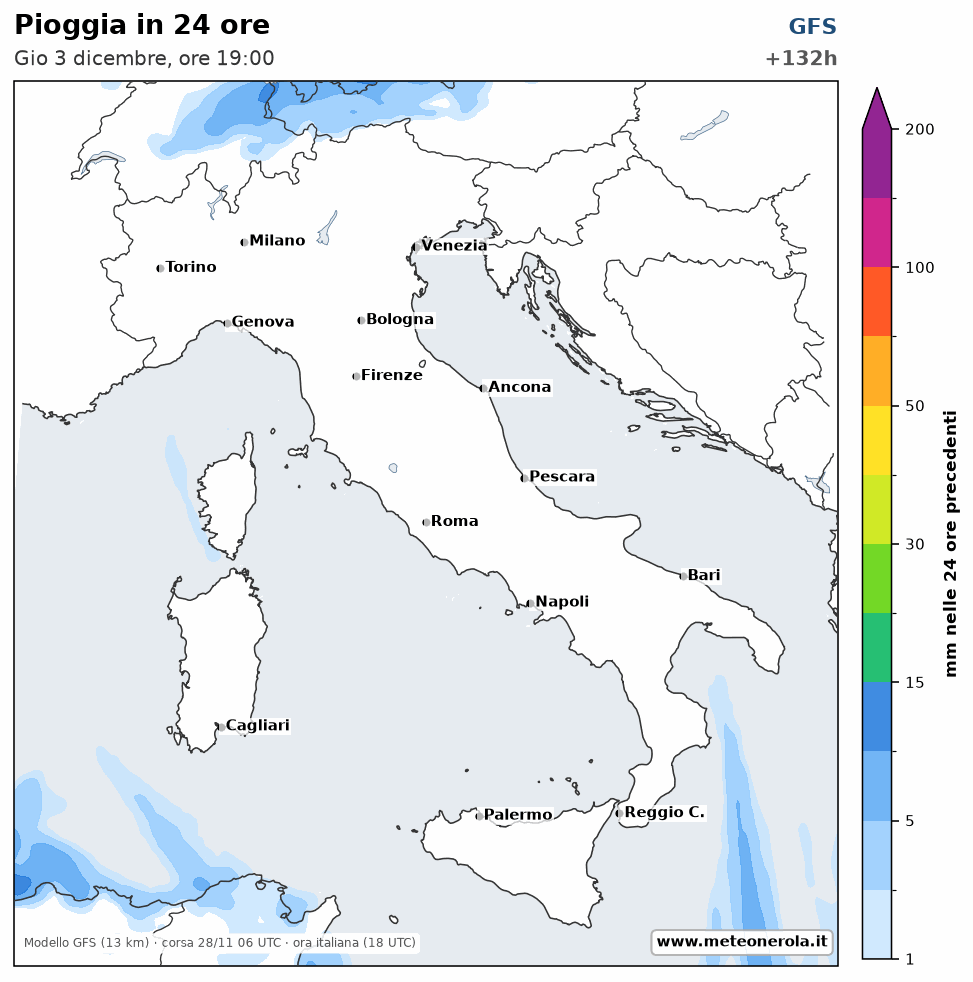 Pioggia in 24 ore
GFS
Gio 3 dicembre, ore 19:00
+132h
200
100
50
30
15
5
1
mm nelle 24 ore precedenti
Milano
Venezia
Torino
Genova
Bologna
Firenze
Ancona
Pescara
Roma
Bari
Napoli
Cagliari
Palermo
Reggio C.
Modello GFS (13 km) · corsa 28/11 06 UTC · ora italiana (18 UTC)
www.meteonerola.it